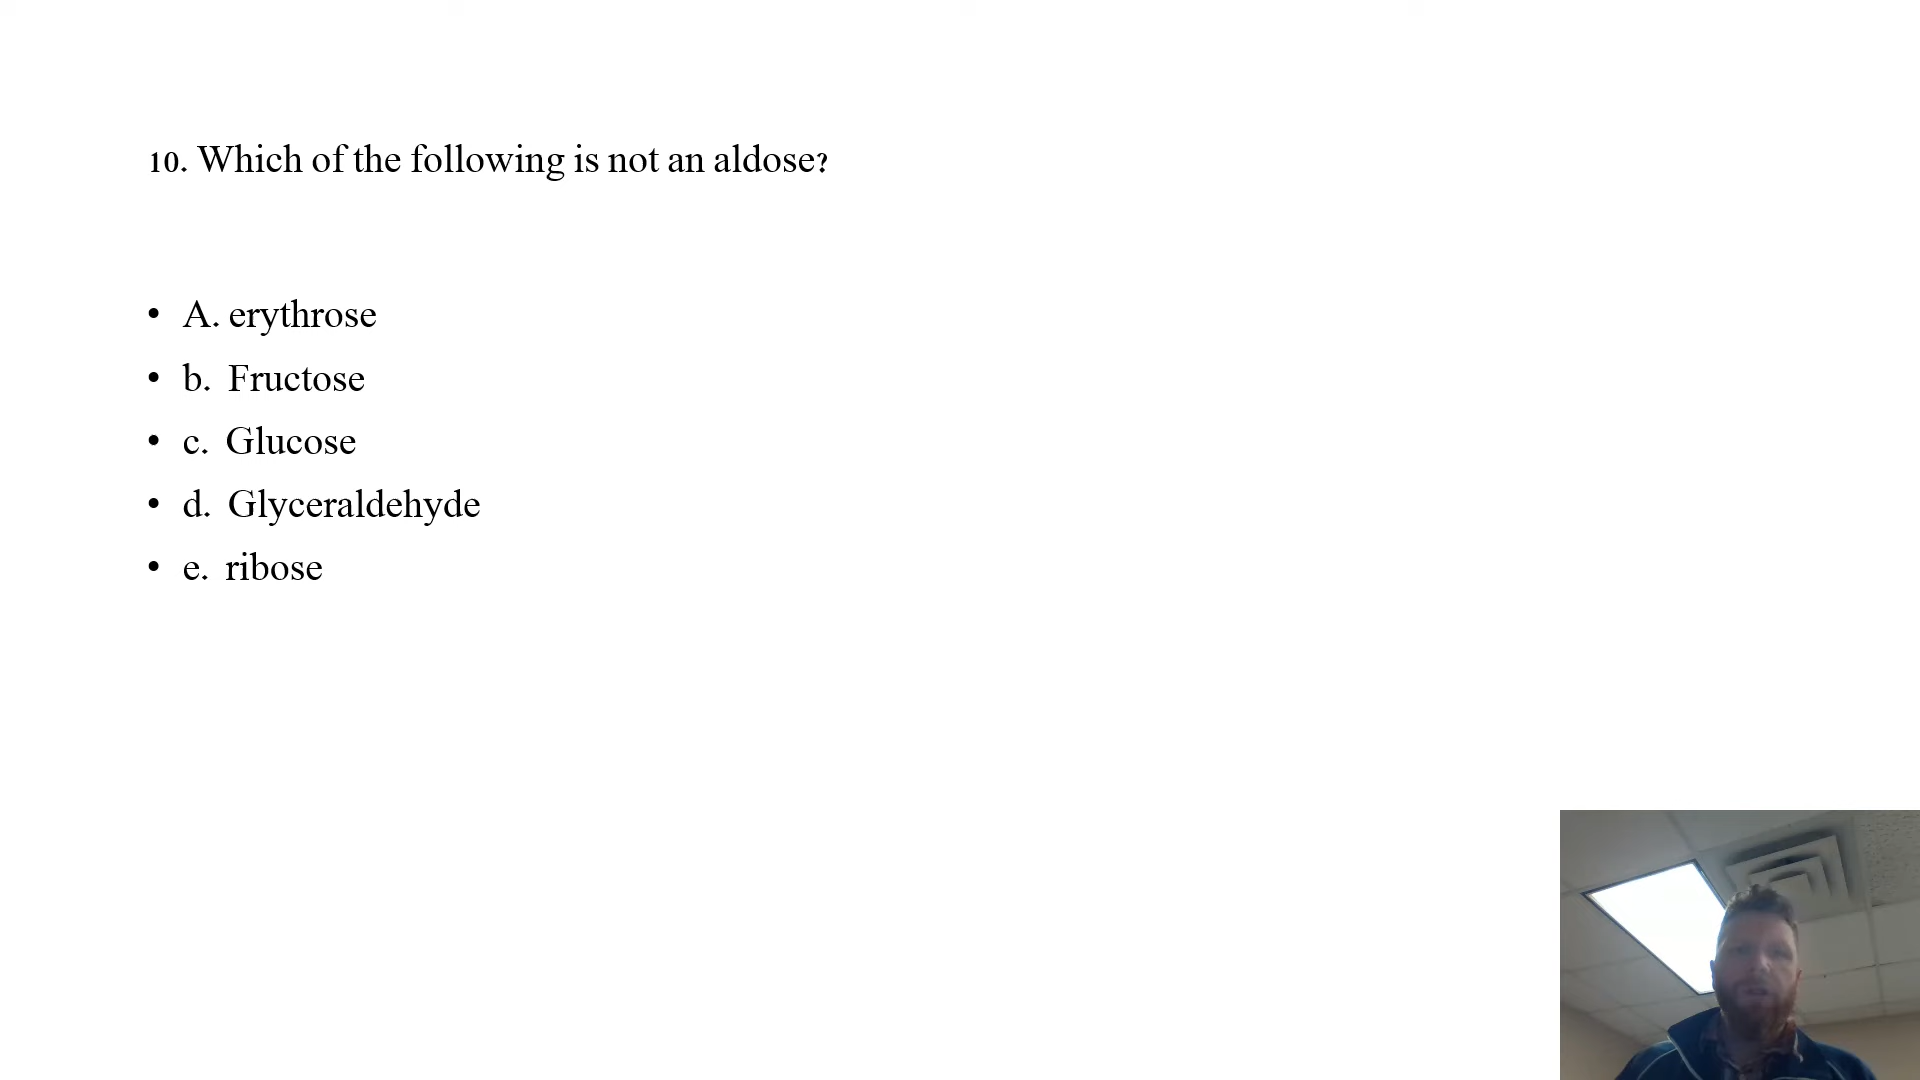 10. Which of the following is not an aldose?
• A. erythrose
• b. Fructose
• c. Glucose
• d. Glyceraldehyde
• e. ribose